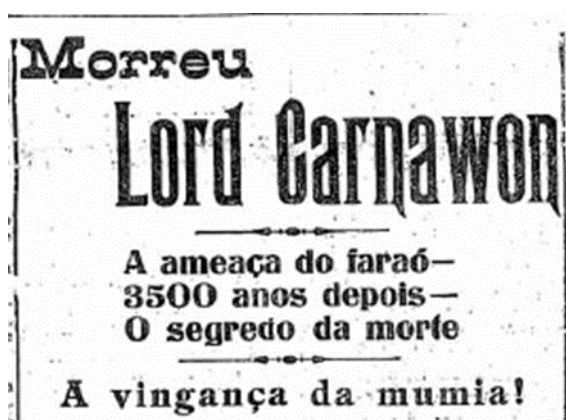 Morreu
Lord Carnawon
A ameaça do faraó—
3500 anos depois—
O segredo da morte
A vingança da mumia!